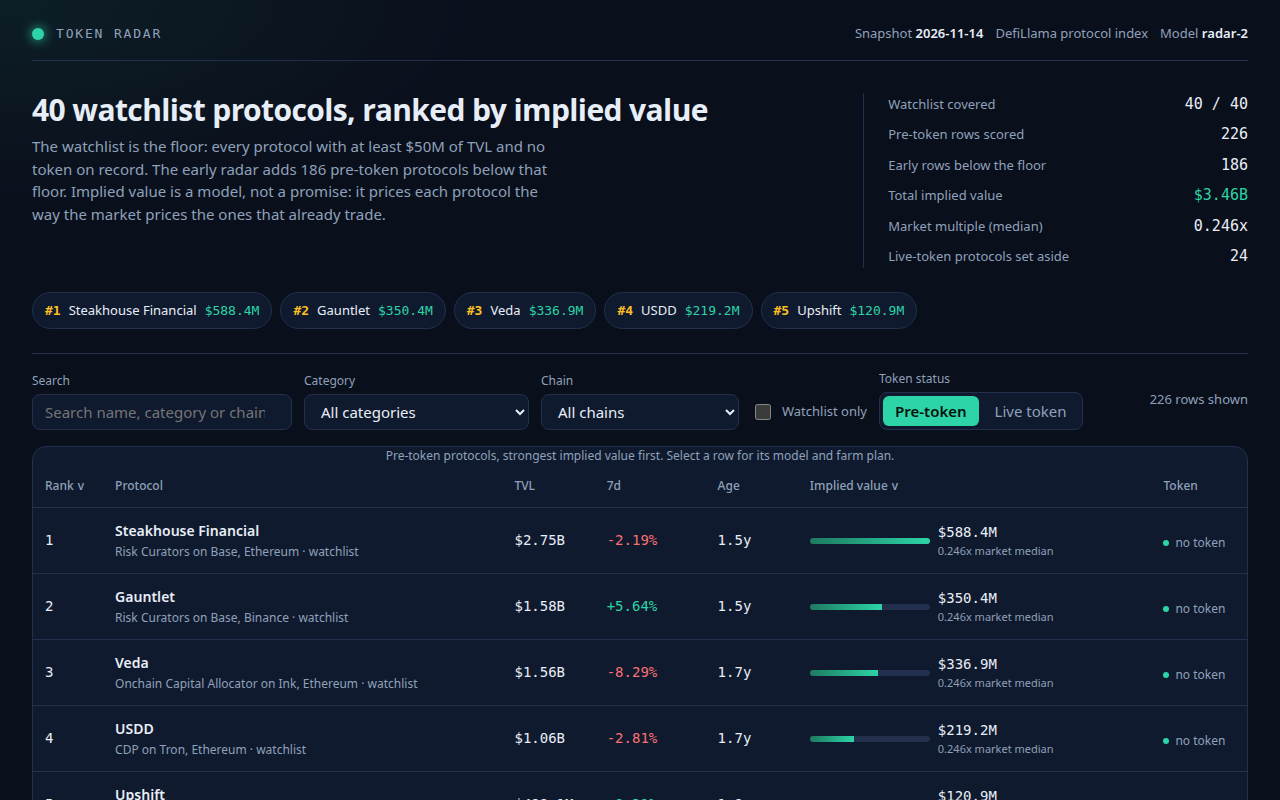 TOKEN RADAR
Snapshot 2026-11-14 DefiLlama protocol index Model radar-2
40 watchlist protocols, ranked by implied value
The watchlist is the floor: every protocol with at least $50M of TVL and no
token on record. The early radar adds 186 pre-token protocols below that
floor. Implied value is a model, not a promise: it prices each protocol the
way the market prices the ones that already trade.
Watchlist covered 40 / 40
Pre-token rows scored 226
Early rows below the floor 186
Total implied value $3.46B
Market multiple (median) 0.246x
Live-token protocols set aside 24
#1 Steakhouse Financial $588.4M #2 Gauntlet $350.4M #3 Veda $336.9M #4 USDD $219.2M #5 Upshift $120.9M
Search Category Chain Token status
Search name, category or chain All categories All chains Watchlist only Pre-token Live token 226 rows shown
Pre-token protocols, strongest implied value first. Select a row for its model and farm plan.
Rank v Protocol TVL 7d Age Implied value v Token
1 Steakhouse Financial $2.75B -2.19% 1.5y $588.4M no token
Risk Curators on Base, Ethereum · watchlist 0.246x market median
2 Gauntlet $1.58B +5.64% 1.5y $350.4M no token
Risk Curators on Base, Binance · watchlist 0.246x market median
3 Veda $1.56B -8.29% 1.7y $336.9M no token
Onchain Capital Allocator on Ink, Ethereum · watchlist 0.246x market median
4 USDD $1.06B -2.81% 1.7y $219.2M no token
CDP on Tron, Ethereum · watchlist 0.246x market median
Upshift $120.9M